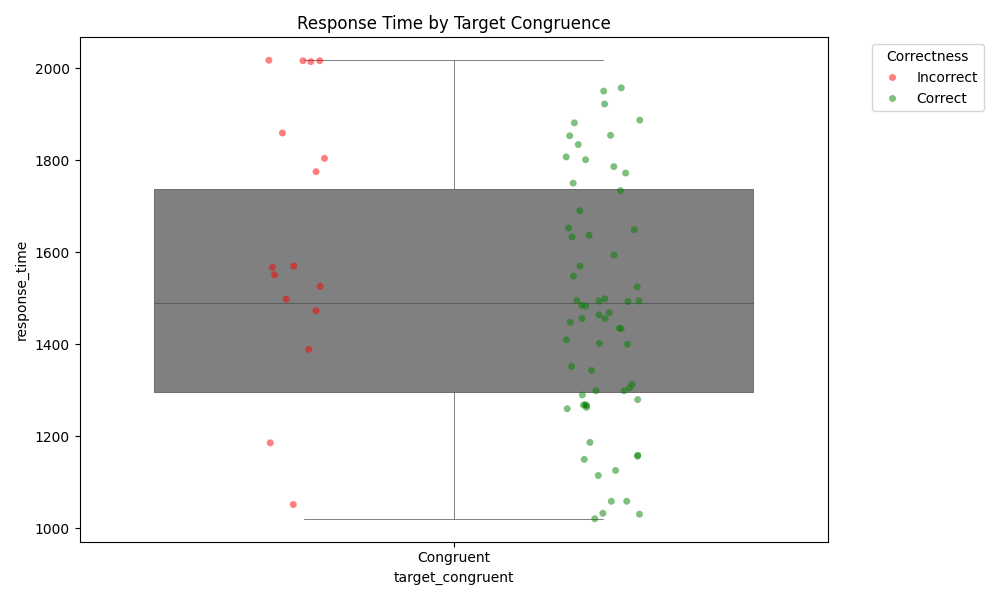 Response Time by Target Congruence
Correctness
Incorrect
Correct
response_time
2000
1800
1600
1400
1200
1000
Congruent
target_congruent